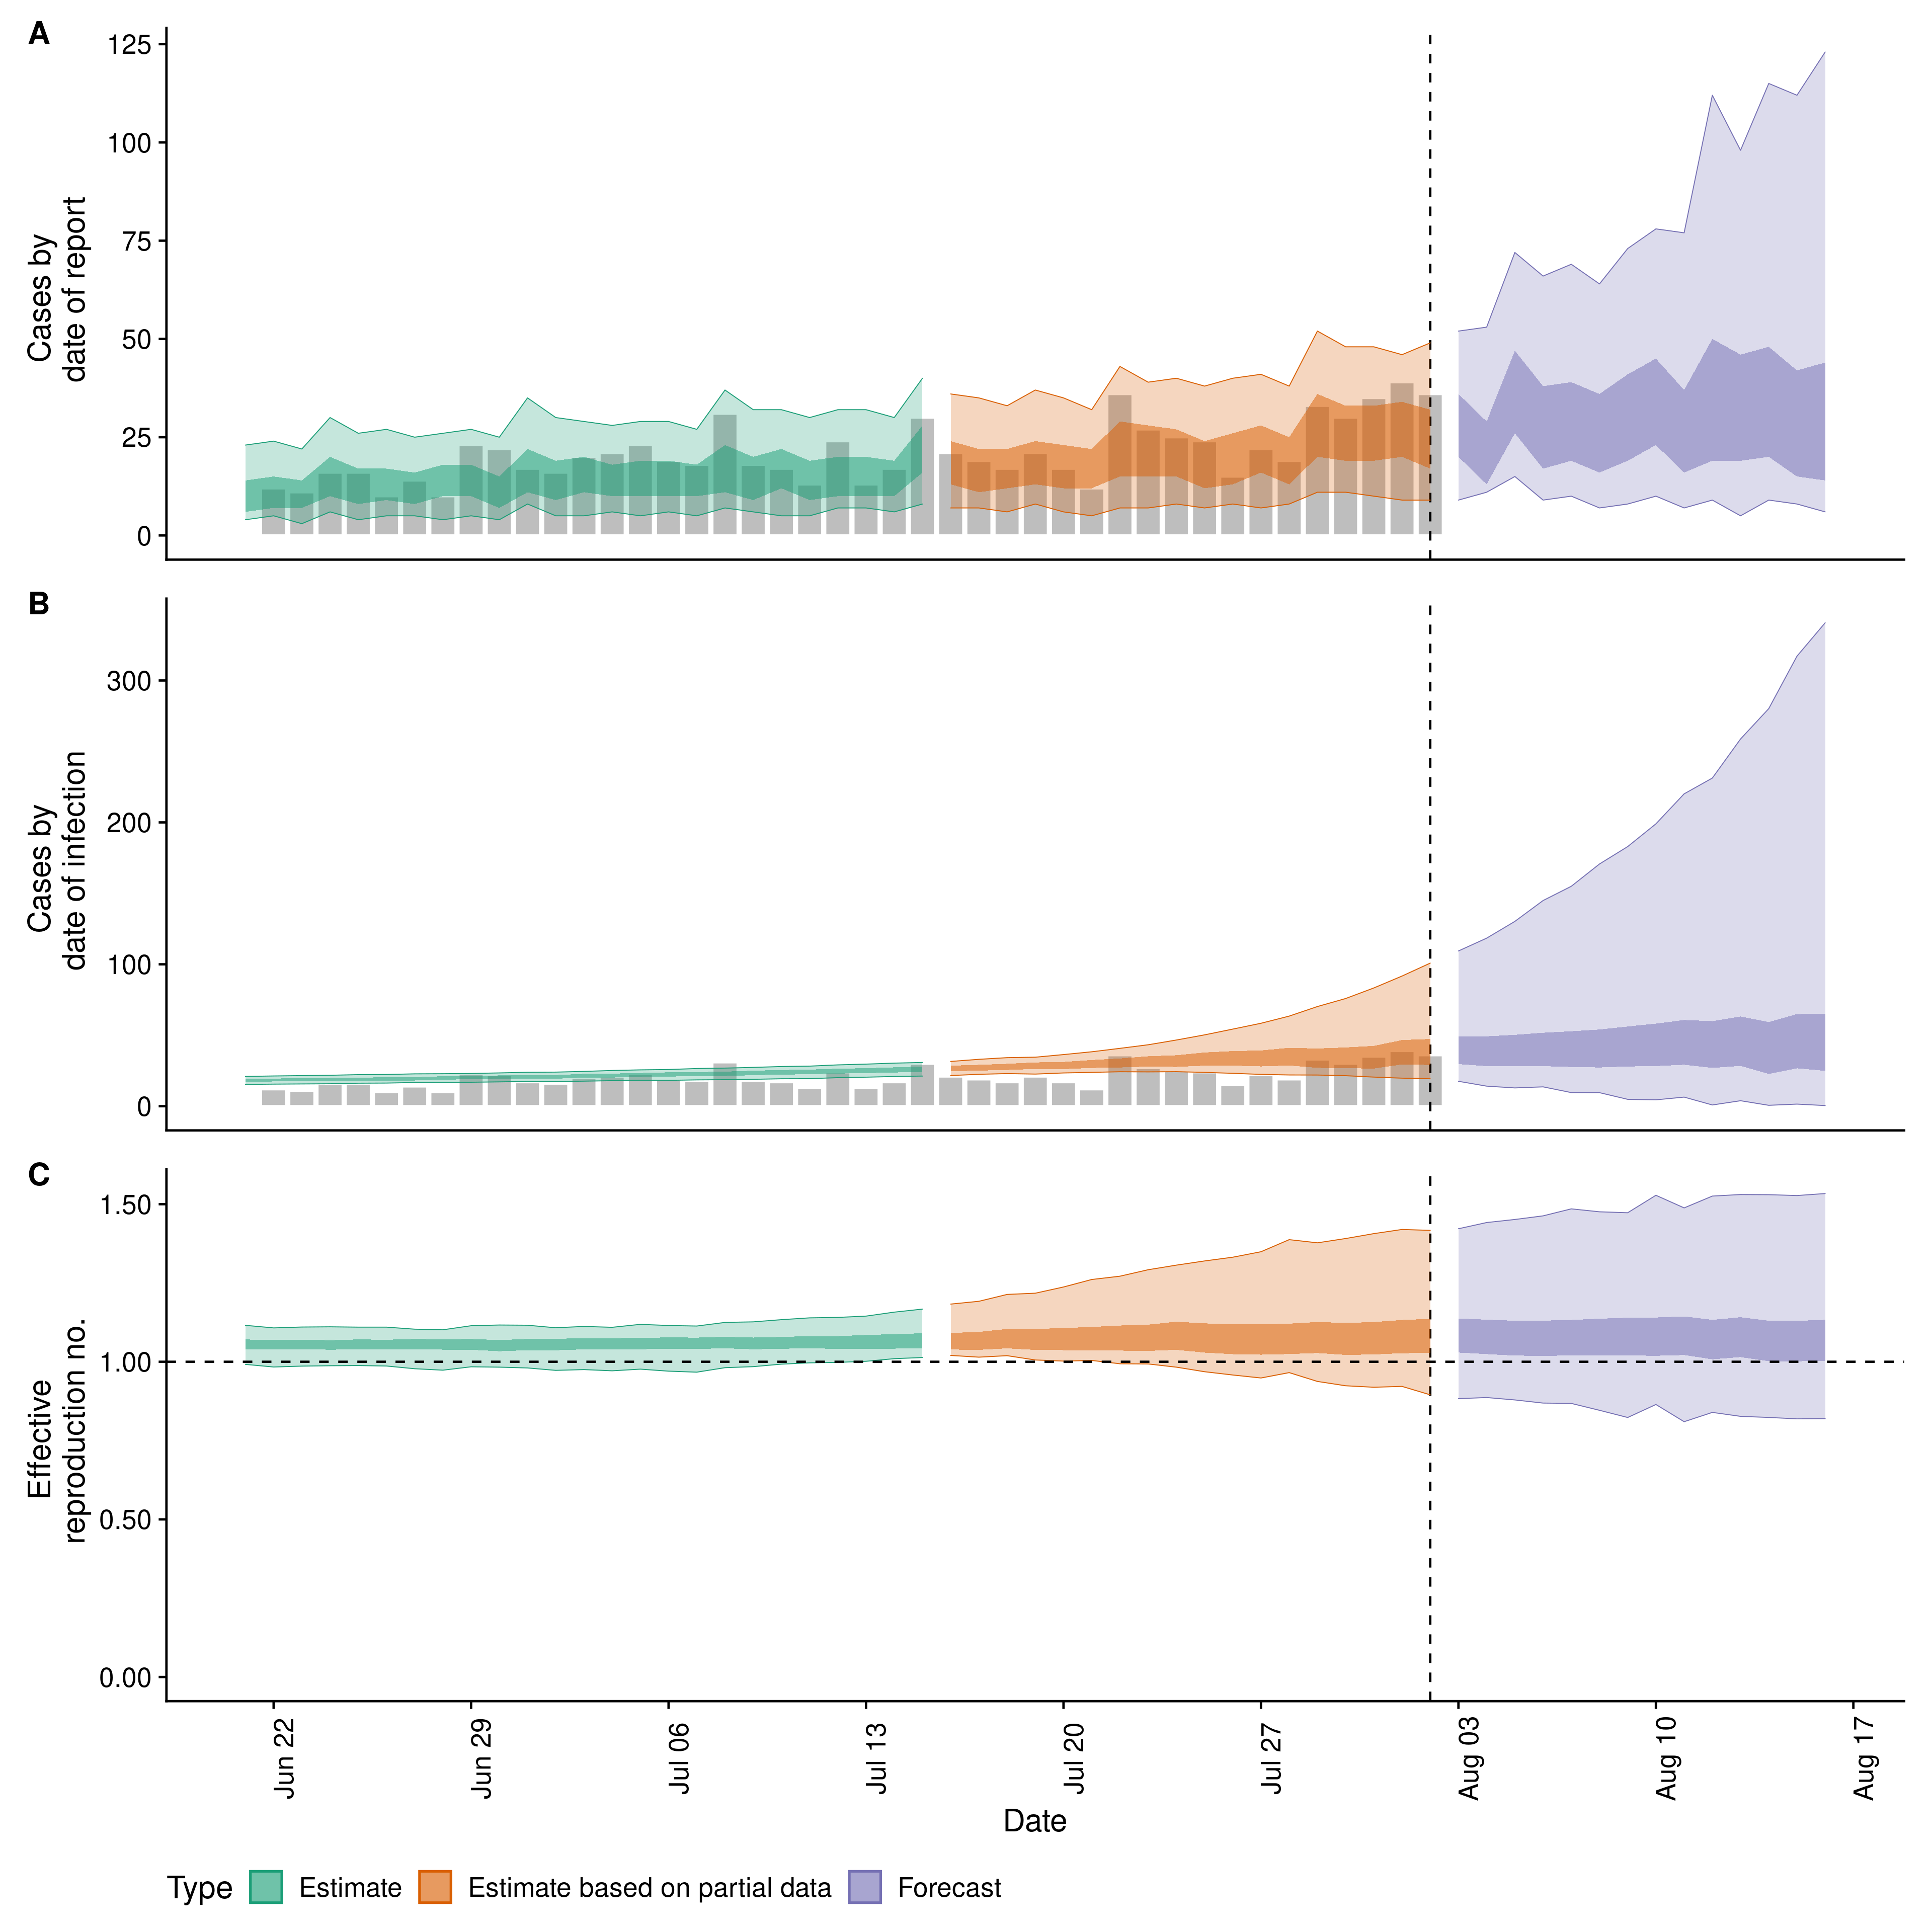 A
125
100
75
50
25
0
Cases by
date of report
B
300
200
100
0
Cases by
date of infection
C
1.50
1.00
0.50
0.00
Effective
reproduction no.
Jun 22
Jun 29
Jul 06
Jul 13
Jul 20
Jul 27
Aug 03
Aug 10
Aug 17
Date
Type Estimate Estimate based on partial data Forecast